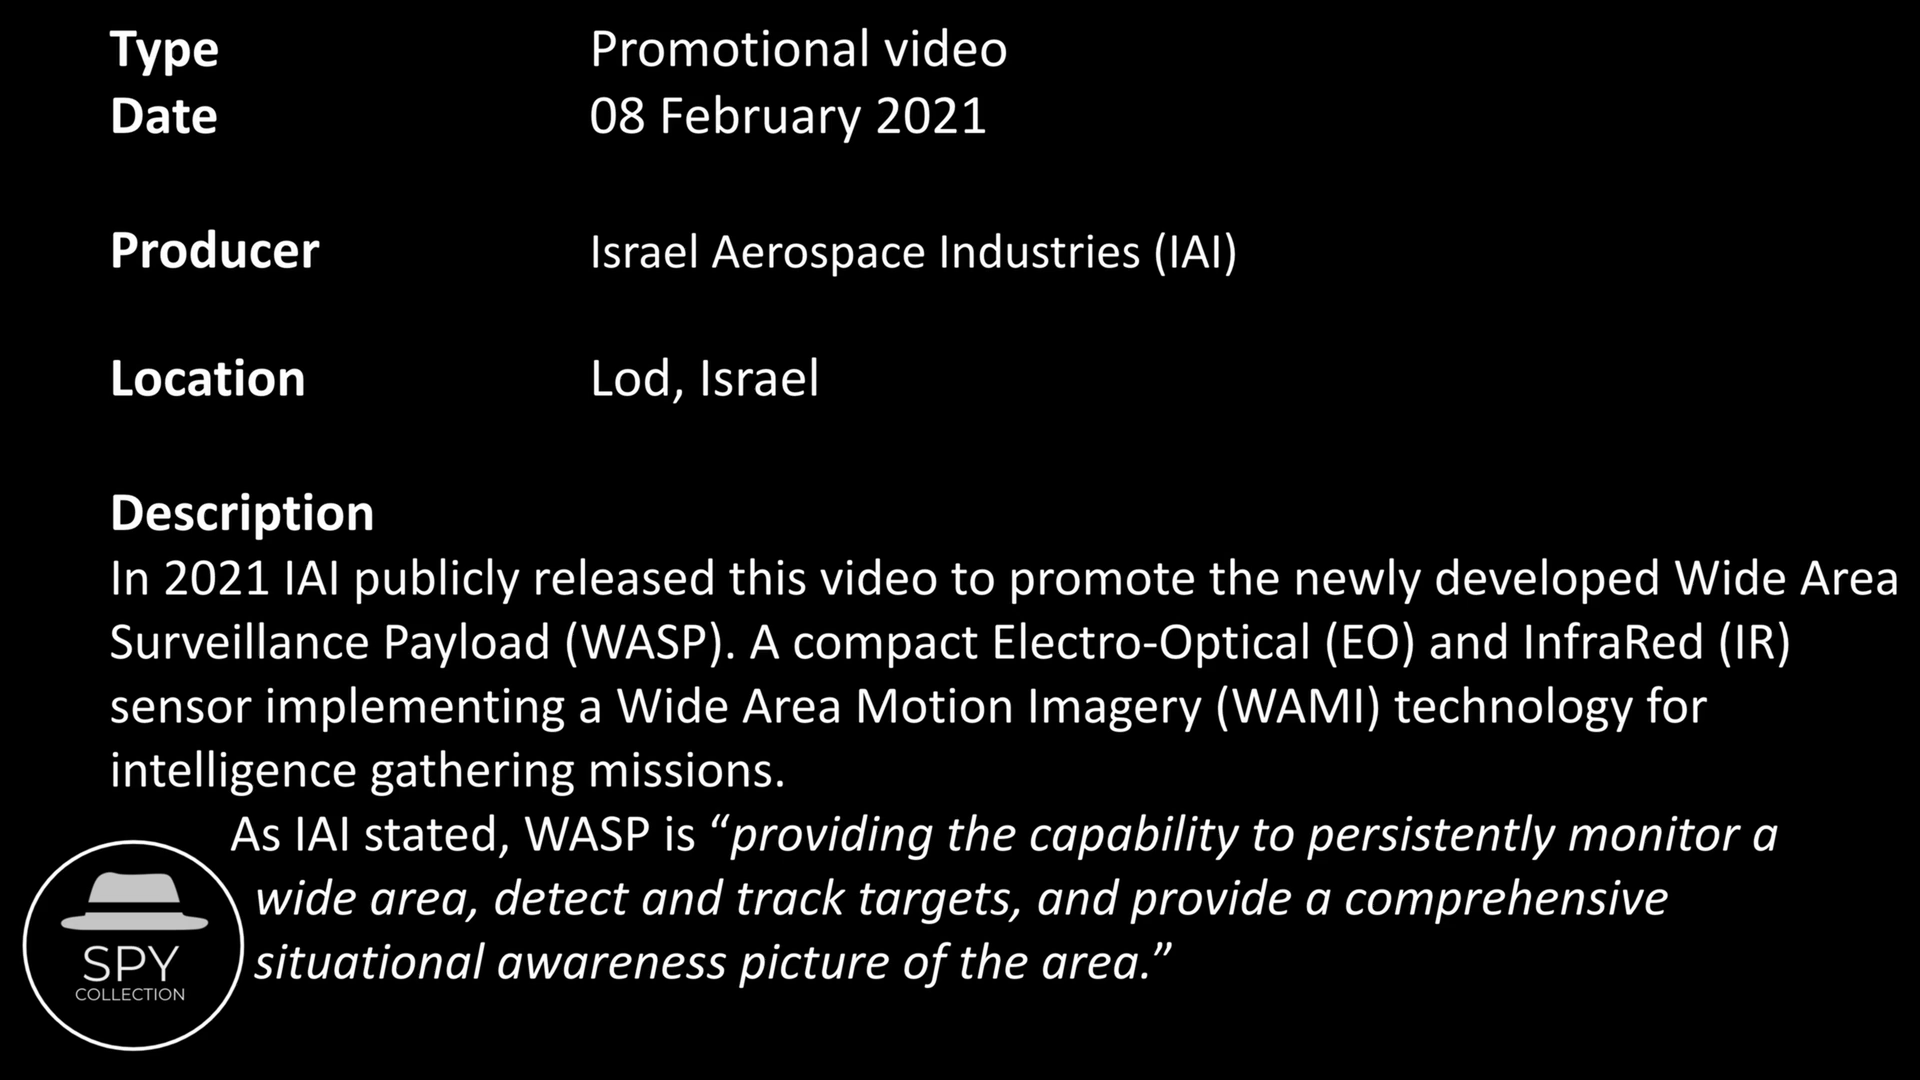 Type Promotional video
Date 08 February 2021
Producer Israel Aerospace Industries (IAI)
Location Lod, Israel
Description
In 2021 IAI publicly released this video to promote the newly developed Wide Area
Surveillance Payload (WASP). A compact Electro-Optical (EO) and InfraRed (IR)
sensor implementing a Wide Area Motion Imagery (WAMI) technology for
intelligence gathering missions.
As IAI stated, WASP is “providing the capability to persistently monitor a
wide area, detect and track targets, and provide a comprehensive
situational awareness picture of the area.”
SPY
COLLECTION